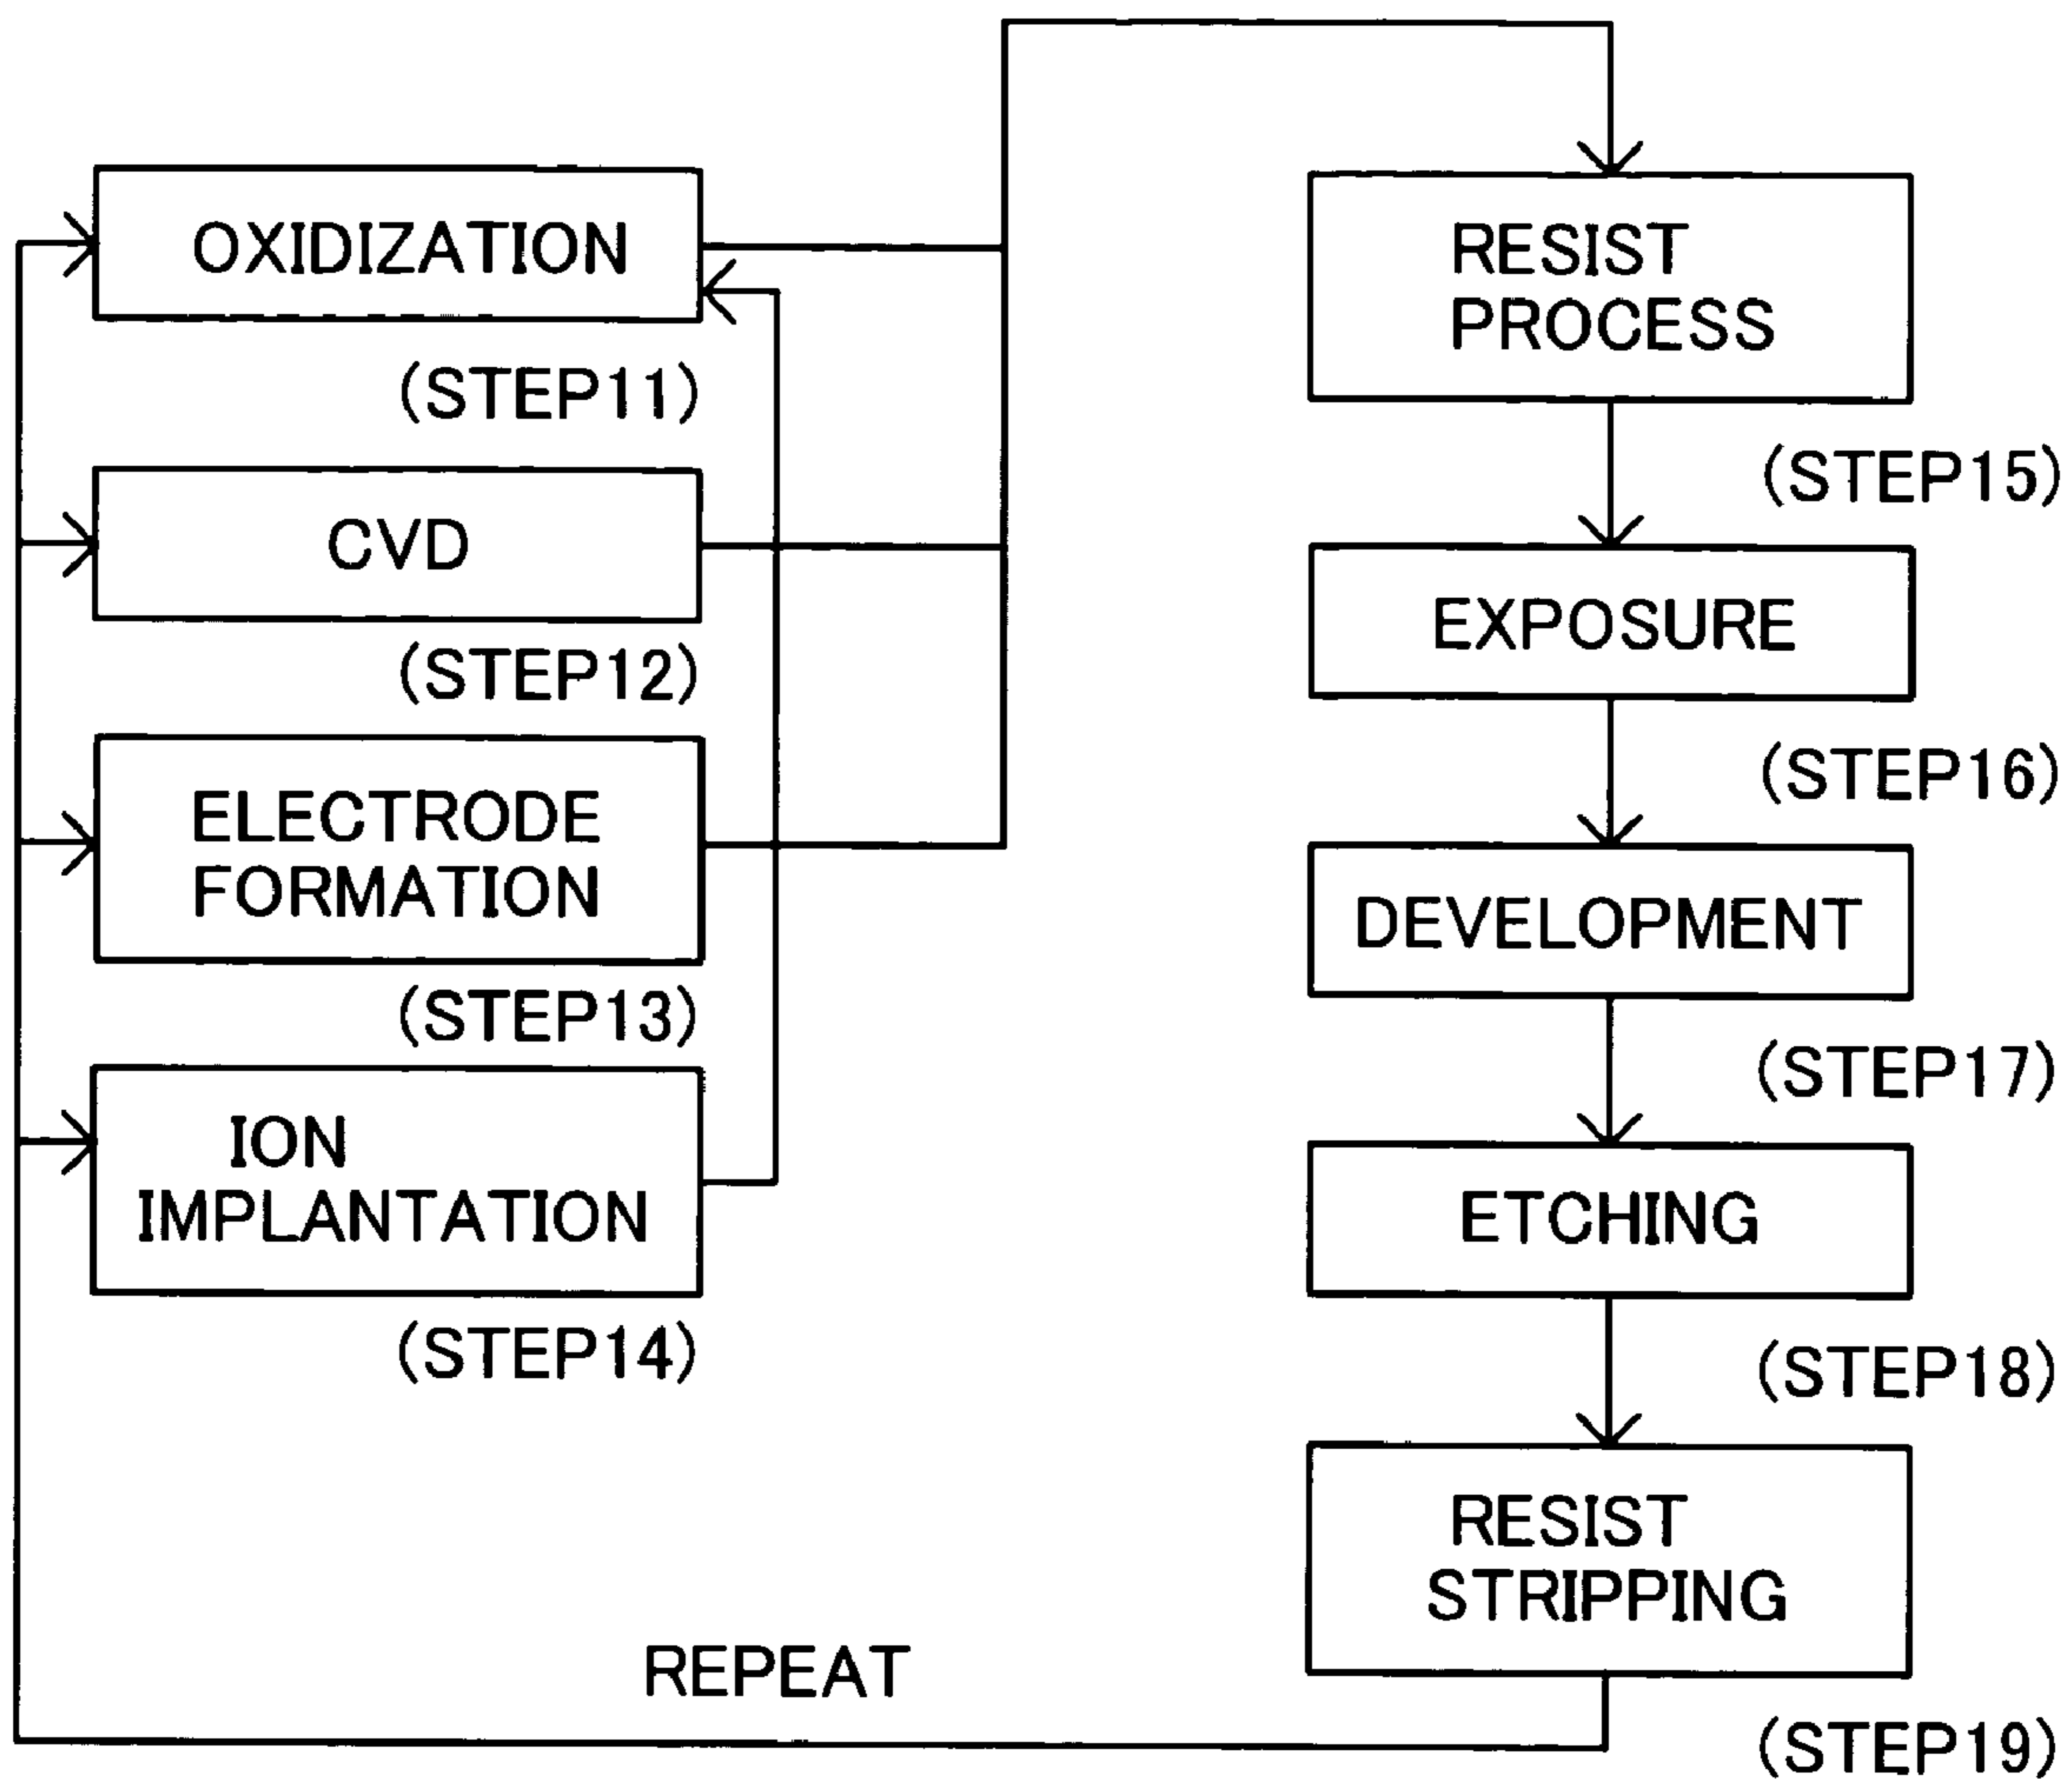 OXIDIZATION
(STEP11)
CVD
(STEP12)
ELECTRODE
FORMATION
(STEP13)
ION
IMPLANTATION
(STEP14)
RESIST
PROCESS
(STEP15)
EXPOSURE
(STEP16)
DEVELOPMENT
(STEP17)
ETCHING
(STEP18)
RESIST
STRIPPING
(STEP19)
REPEAT